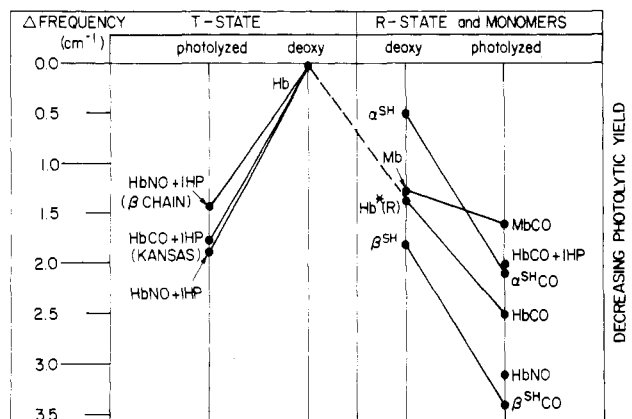 Δ FREQUENCY
(cm⁻¹)
T-STATE
R-STATE and MONOMERS
photolyzed
deoxy
deoxy
photolyzed
0.0
0.5
1.0
1.5
2.0
2.5
3.0
3.5
Hb
HbNO + IHP
(β CHAIN)
HbCO + IHP
(KANSAS)
HbNO + IHP
αSH
Mb
Hb*(R)
βSH
MbCO
HbCO + IHP
αSHCO
HbCO
HbNO
βSHCO
DECREASING PHOTOLYTIC YIELD